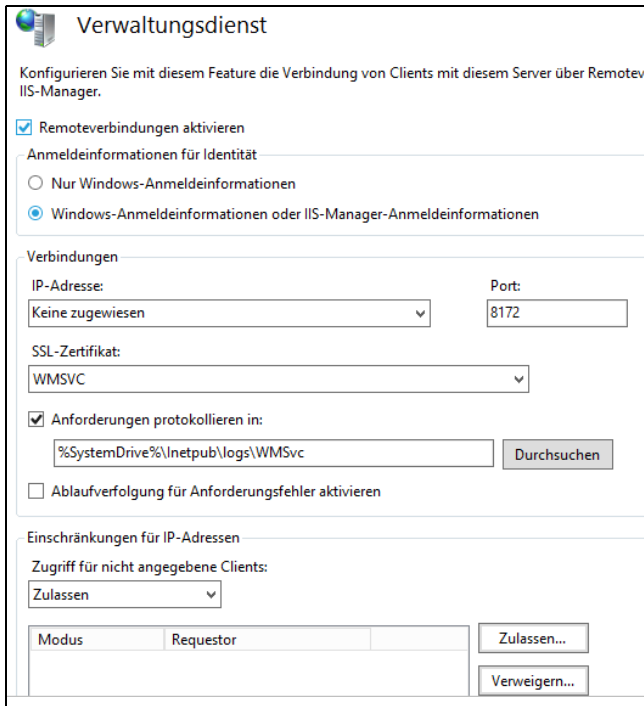 Verwaltungsdienst
Konfigurieren Sie mit diesem Feature die Verbindung von Clients mit diesem Server über
IIS-Manager.
Remoteverbindungen aktivieren
Anmeldeinformationen für Identität
Nur Windows-Anmeldeinformationen
Windows-Anmeldeinformationen oder IIS-Manager-Anmeldeinformationen
Verbindungen
IP-Adresse:
Port:
Keine zugewiesen
8172
SSL-Zertifikat:
WMSVC
Anforderungen protokollieren in:
%SystemDrive%\Inetpub\logs\WMSvc
Durchsuchen
Ablaufverfolgung für Anforderungsfehler aktivieren
Einschränkungen für IP-Adressen
Zugriff für nicht angegebene Clients:
Zulassen
Modus
Requestor
Zulassen...
Verweigern...